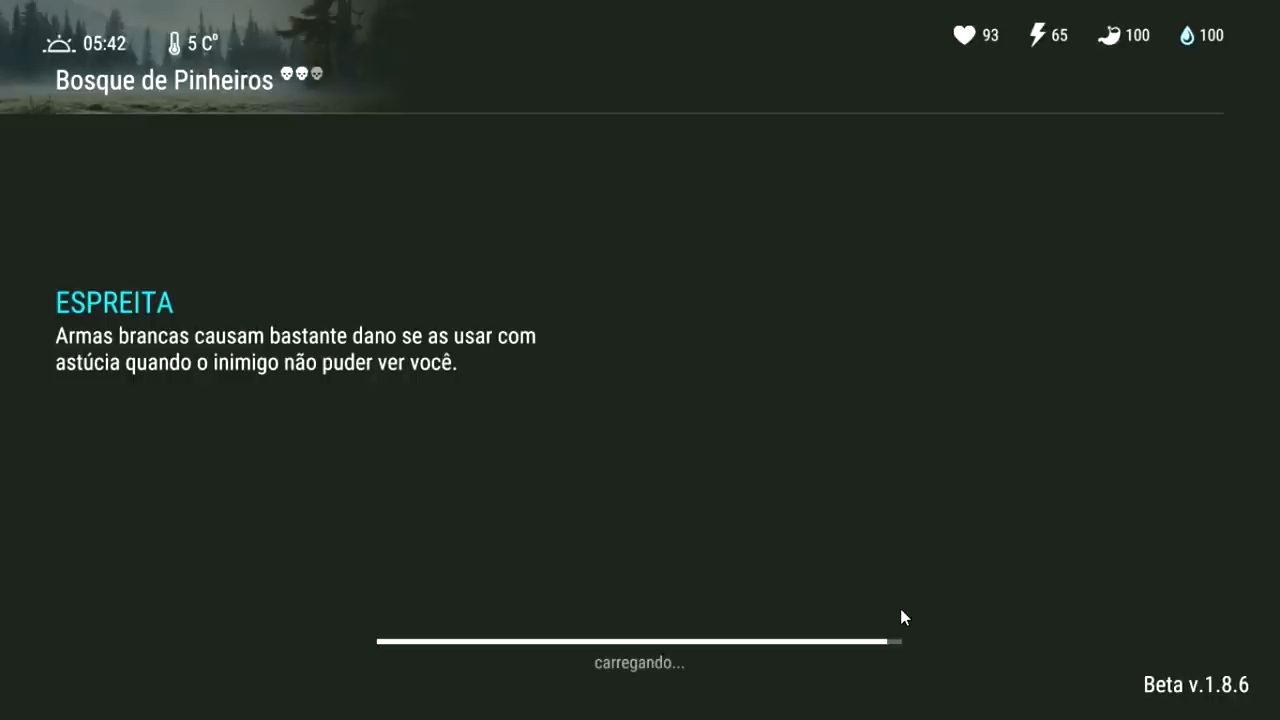 05:42 5 C°
93 65 100 100
Bosque de Pinheiros
ESPREITA
Armas brancas causam bastante dano se as usar com
astúcia quando o inimigo não puder ver você.
carregando...
Beta v.1.8.6